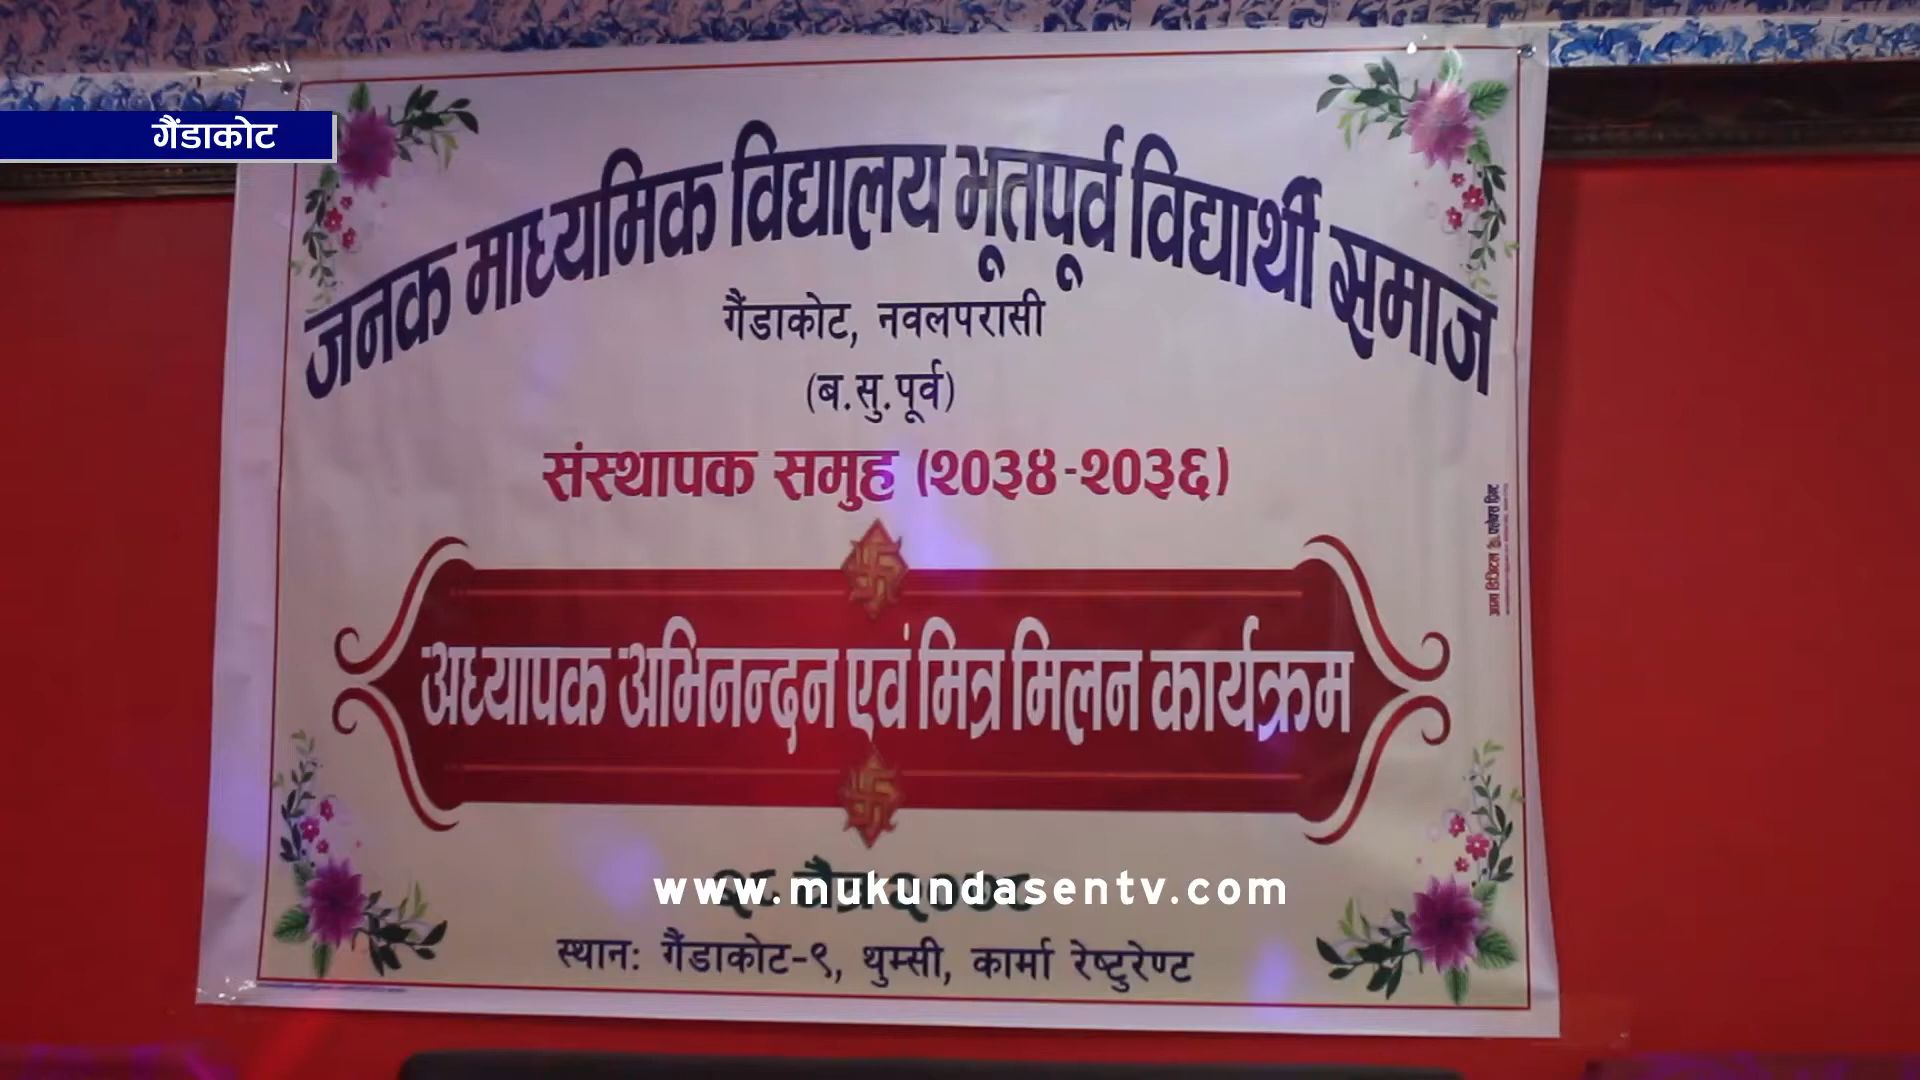 गैंडाकोट
जनक माध्यमिक विद्यालय भूतपूर्व विद्यार्थी समाज
गैंडाकोट, नवलपरासी
(ब.सु.पूर्व)
संस्थापक समुह (२०३४-२०३६)
अध्यापक अभिनन्दन एवं मित्र मिलन कार्यक्रम
www.mukundasentv.com
स्थान: गैंडाकोट-९, थुम्सी, कार्मा रेष्टुरेण्ट